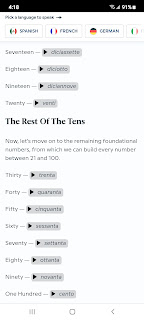 4:18
91%
Pick a language to speak →
SPANISH
FRENCH
GERMAN
Seventeen — ▶ diciassette
Eighteen — ▶ diciotto
Nineteen — ▶ diciannove
Twenty — ▶ venti
The Rest Of The Tens
Now, let's move on to the remaining foundational
numbers, from which we can build every number
between 21 and 100.
Thirty — ▶ trenta
Forty — ▶ quaranta
Fifty — ▶ cinquanta
Sixty — ▶ sessanta
Seventy — ▶ settanta
Eighty — ▶ ottanta
Ninety — ▶ novanta
One Hundred — ▶ cento